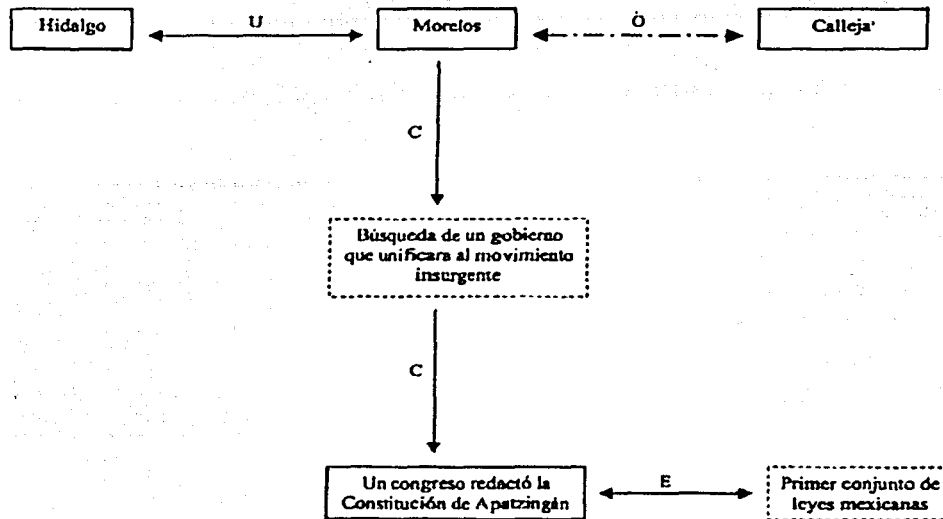 Hidalgo
U
Morelos
O
Calleja
C
Búsqueda de un gobierno
que unificara al movimiento
insurgente
C
Un congreso redactó la
Constitución de Apatzingán
E
Primer conjunto de
leyes mexicanas